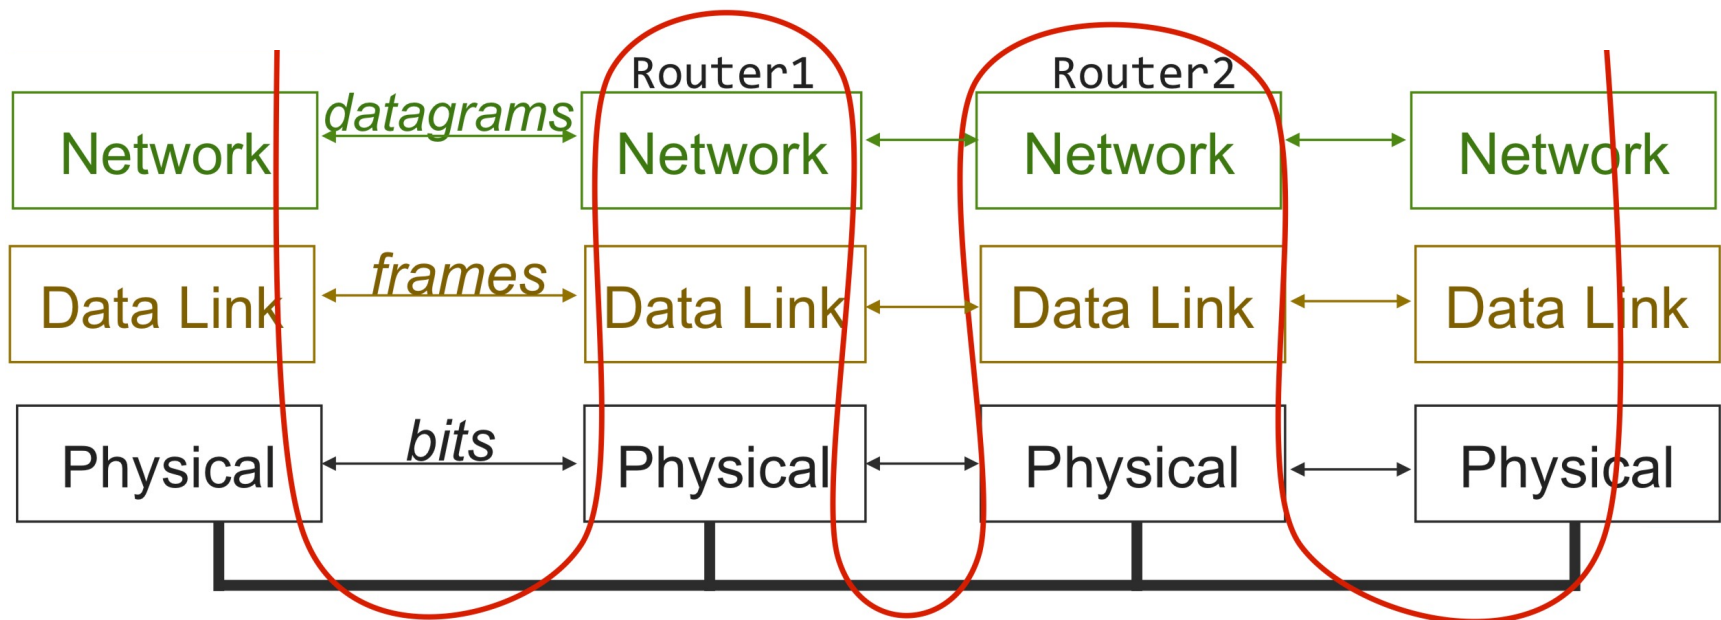 Router1 Router2
Network datagrams Network Network Network
Data Link frames Data Link Data Link Data Link
Physical bits Physical Physical Physical